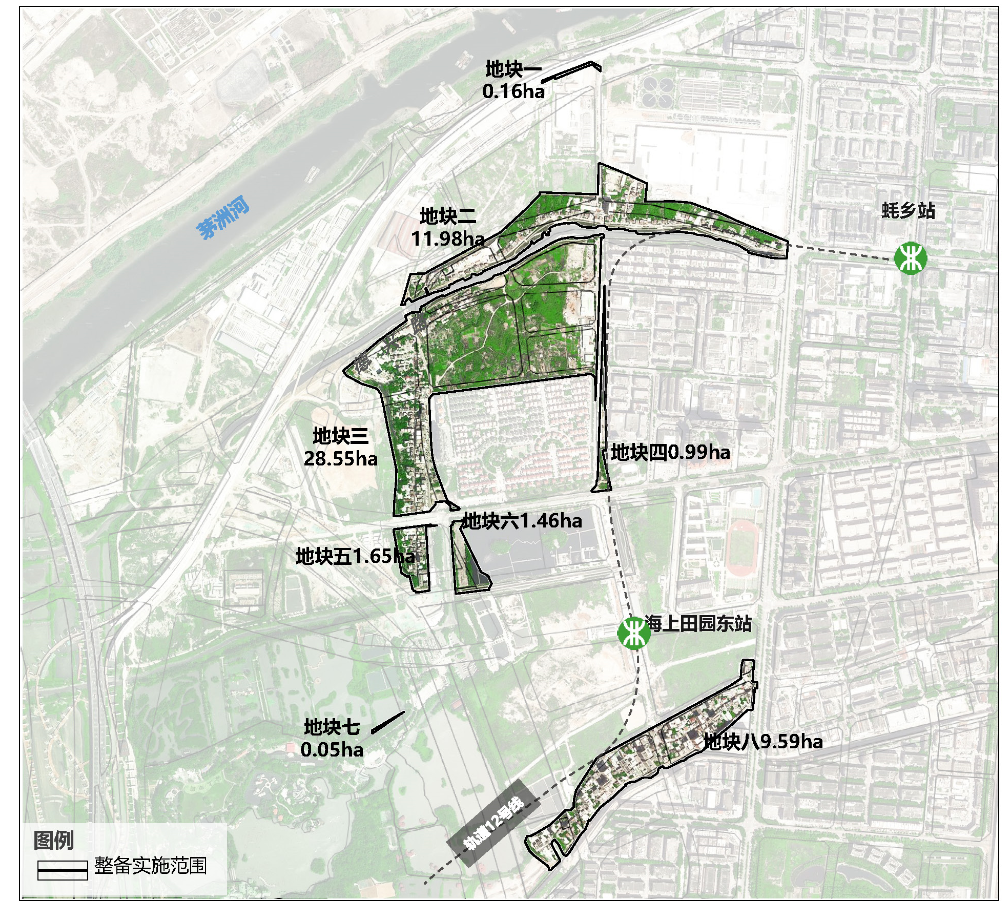 地块一
0.16ha
茅洲河
地块二
11.98ha
蚝乡站
地块三
28.55ha
地块四0.99ha
地块六1.46ha
地块五1.65ha
海上田园东站
地块七
0.05ha
地块八9.59ha
轨道12号线
图例
整备实施范围